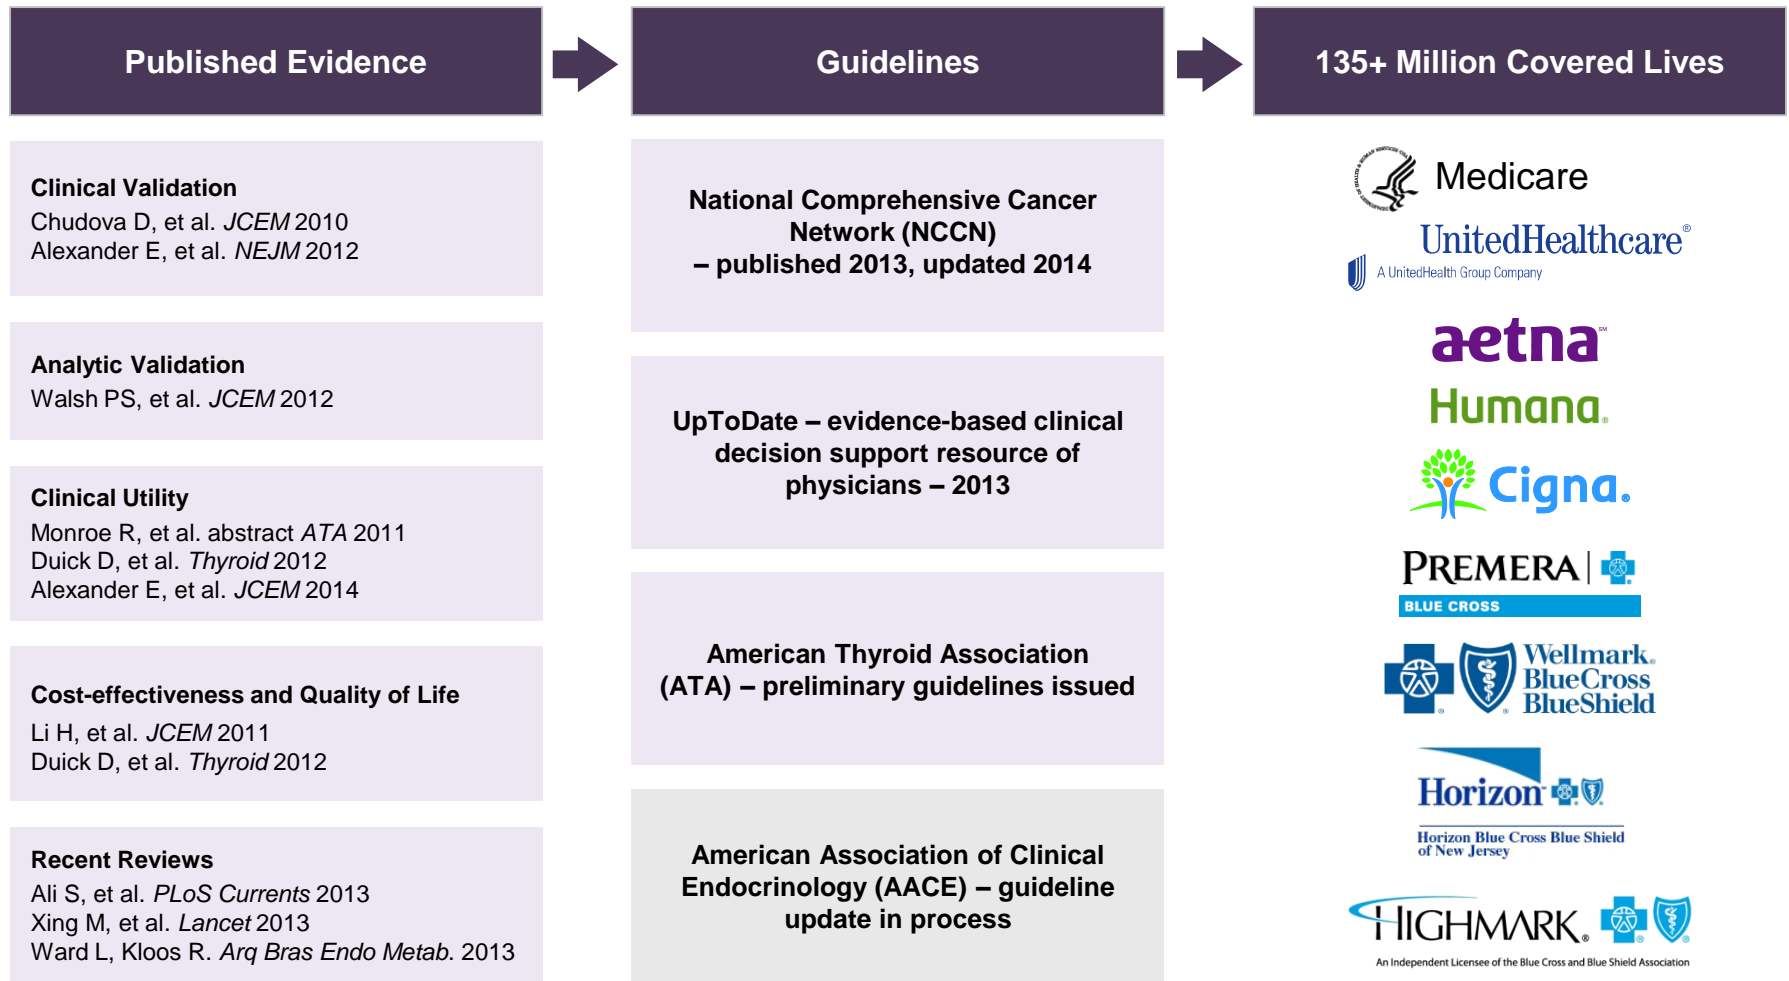 Published Evidence
Guidelines
135+ Million Covered Lives
Clinical Validation
Chudova D, et al. JCEM 2010
Alexander E, et al. NEJM 2012
Analytic Validation
Walsh PS, et al. JCEM 2012
Clinical Utility
Monroe R, et al. abstract ATA 2011
Duick D, et al. Thyroid 2012
Alexander E, et al. JCEM 2014
Cost-effectiveness and Quality of Life
Li H, et al. JCEM 2011
Duick D, et al. Thyroid 2012
Recent Reviews
Ali S, et al. PLoS Currents 2013
Xing M, et al. Lancet 2013
Ward L, Kloos R. Arq Bras Endo Metab. 2013
National Comprehensive Cancer
Network (NCCN)
– published 2013, updated 2014
UpToDate – evidence-based clinical
decision support resource of
physicians – 2013
American Thyroid Association
(ATA) – preliminary guidelines issued
American Association of Clinical
Endocrinology (AACE) – guideline
update in process
Medicare
UnitedHealthcare®
A UnitedHealth Group Company
aetna℠
Humana®
Cigna®
PREMERA
BLUE CROSS
Wellmark®
BlueCross
BlueShield
Horizon
Horizon Blue Cross Blue Shield
of New Jersey
HIGHMARK®
An Independent Licensee of the Blue Cross and Blue Shield Association